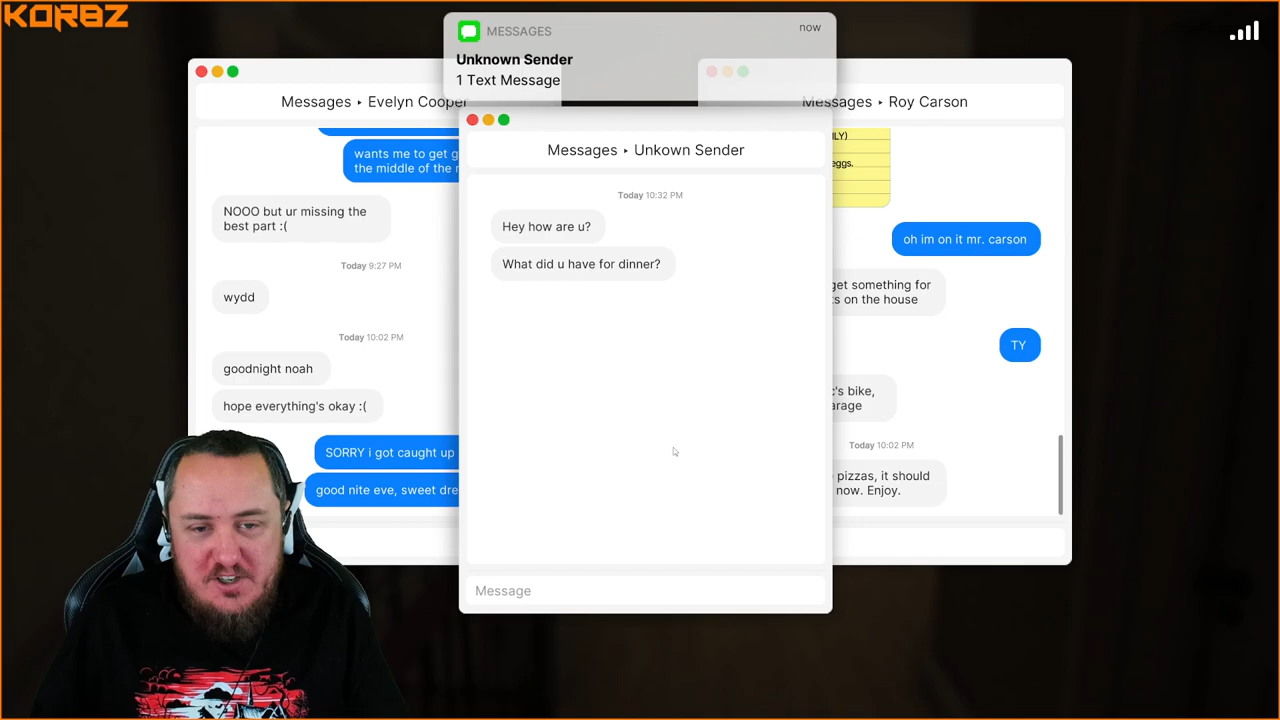 KORBZ
MESSAGES
now
Unknown Sender
1 Text Message
Messages ▸ Evelyn Cooper
wants me to get g
the middle of the
NOOO but ur missing the
best part :(
Today 9:27 PM
wydd
Today 10:02 PM
goodnight noah
hope everything's okay :(
SORRY i got caught up
good nite eve, sweet dre
Messages ▸ Unkown Sender
Today 10:32 PM
Hey how are u?
What did u have for dinner?
Message
Messages ▸ Roy Carson
ILY)
eggs.
oh im on it mr. carson
get something for
s on the house
TY
c's bike,
arage
Today 10:02 PM
pizzas, it should
now. Enjoy.